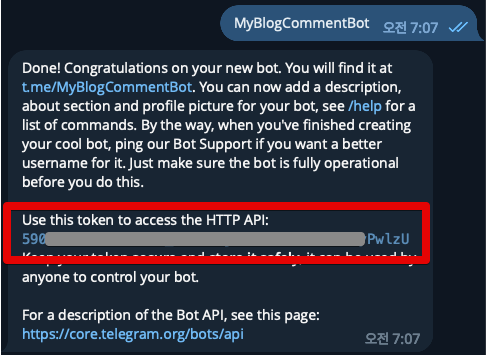 MyBlogCommentBot 오전 7:07
Done! Congratulations on your new bot. You will find it at
t.me/MyBlogCommentBot. You can now add a description,
about section and profile picture for your bot, see /help for a
list of commands. By the way, when you've finished creating
your cool bot, ping our Bot Support if you want a better
username for it. Just make sure the bot is fully operational
before you do this.
Use this token to access the HTTP API:
590 PwlzU
Keep your token secure and store it safely, it can be used by
anyone to control your bot.
For a description of the Bot API, see this page:
https://core.telegram.org/bots/api 오전 7:07